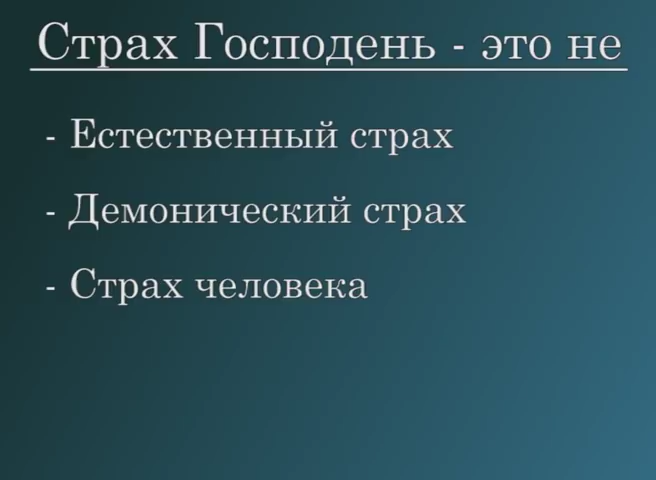 Страх Господень - это не
- Естественный страх
- Демонический страх
- Страх человека